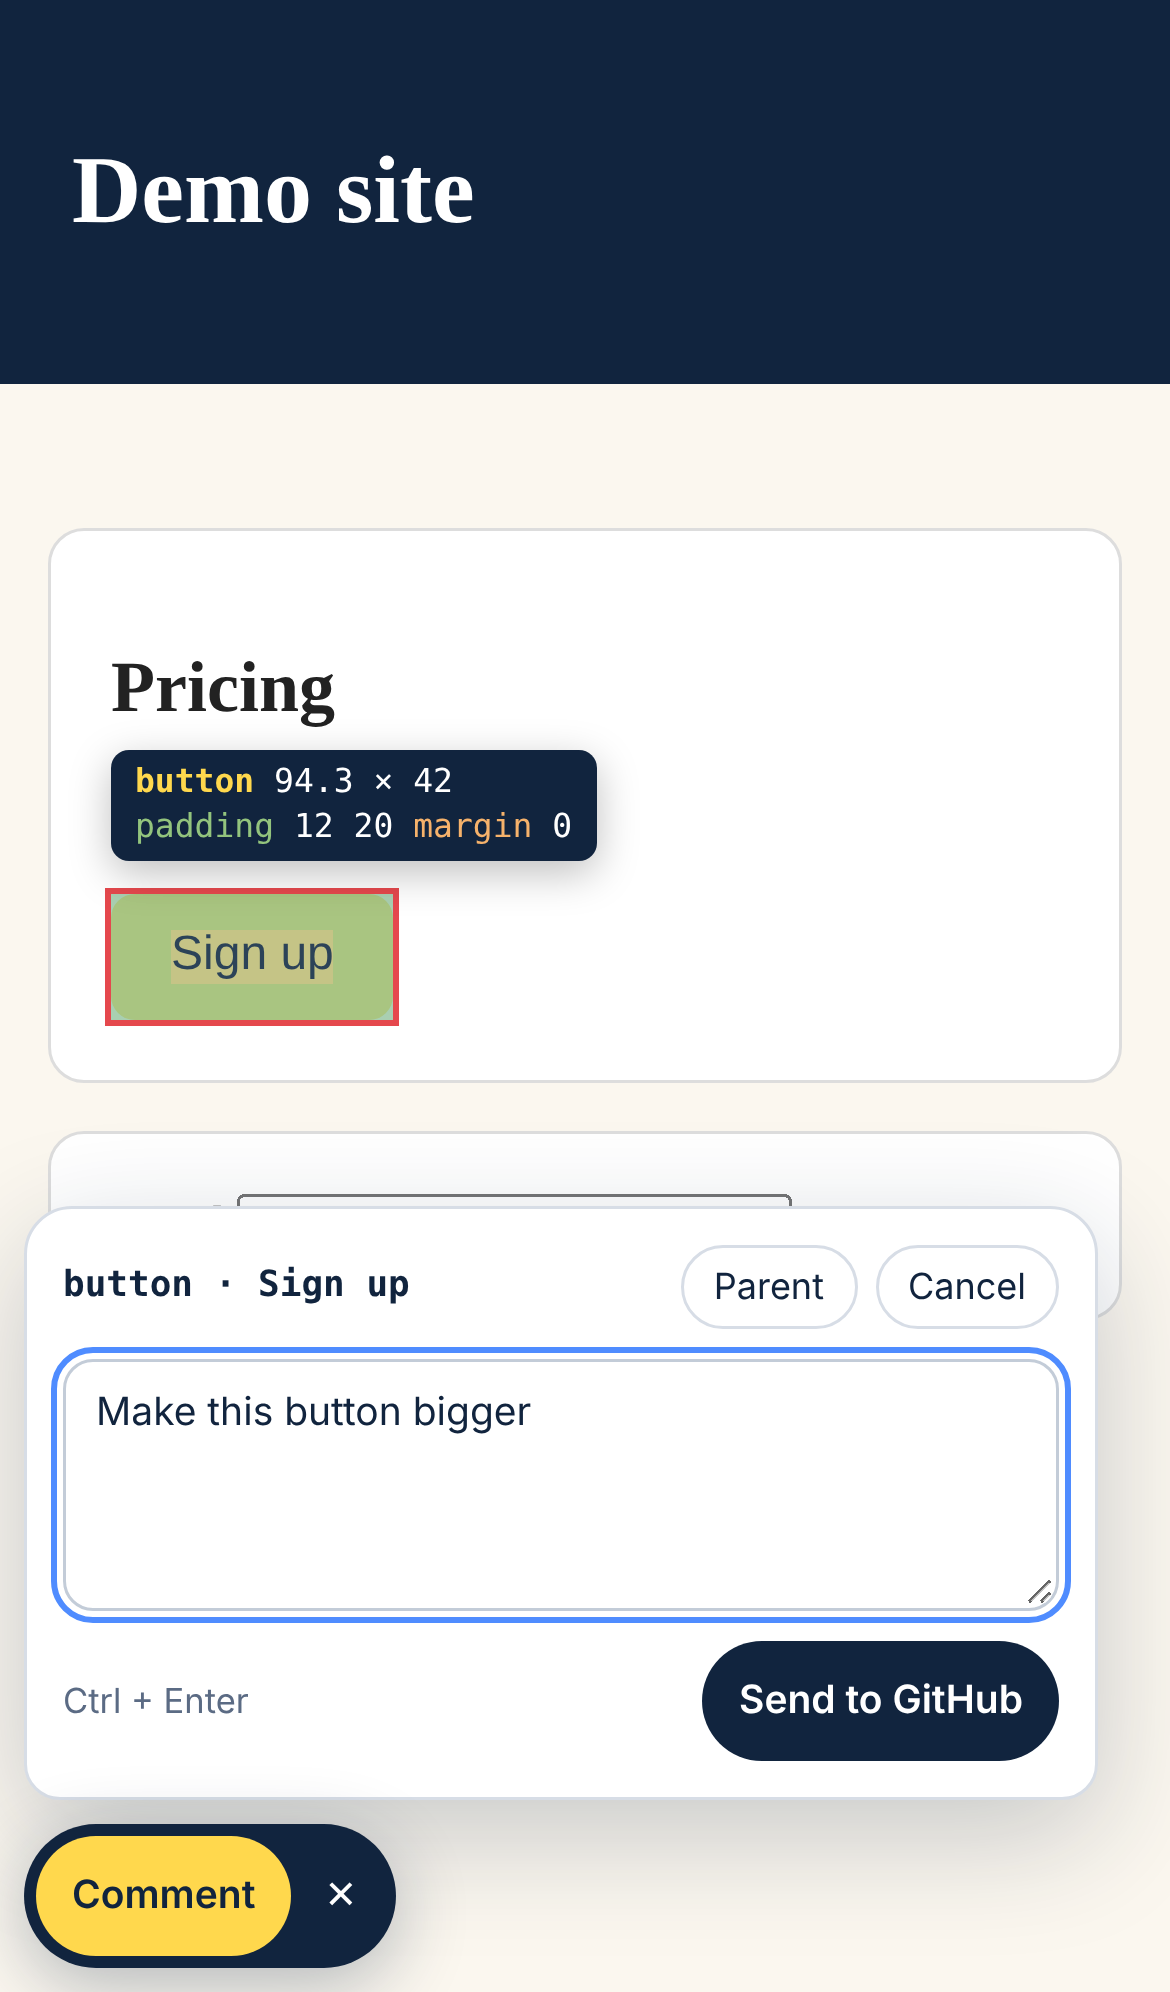 Demo site
Pricing
button 94.3 × 42
padding 12 20 margin 0
Sign up
button · Sign up
Parent
Cancel
Make this button bigger
Ctrl + Enter
Send to GitHub
Comment ✕